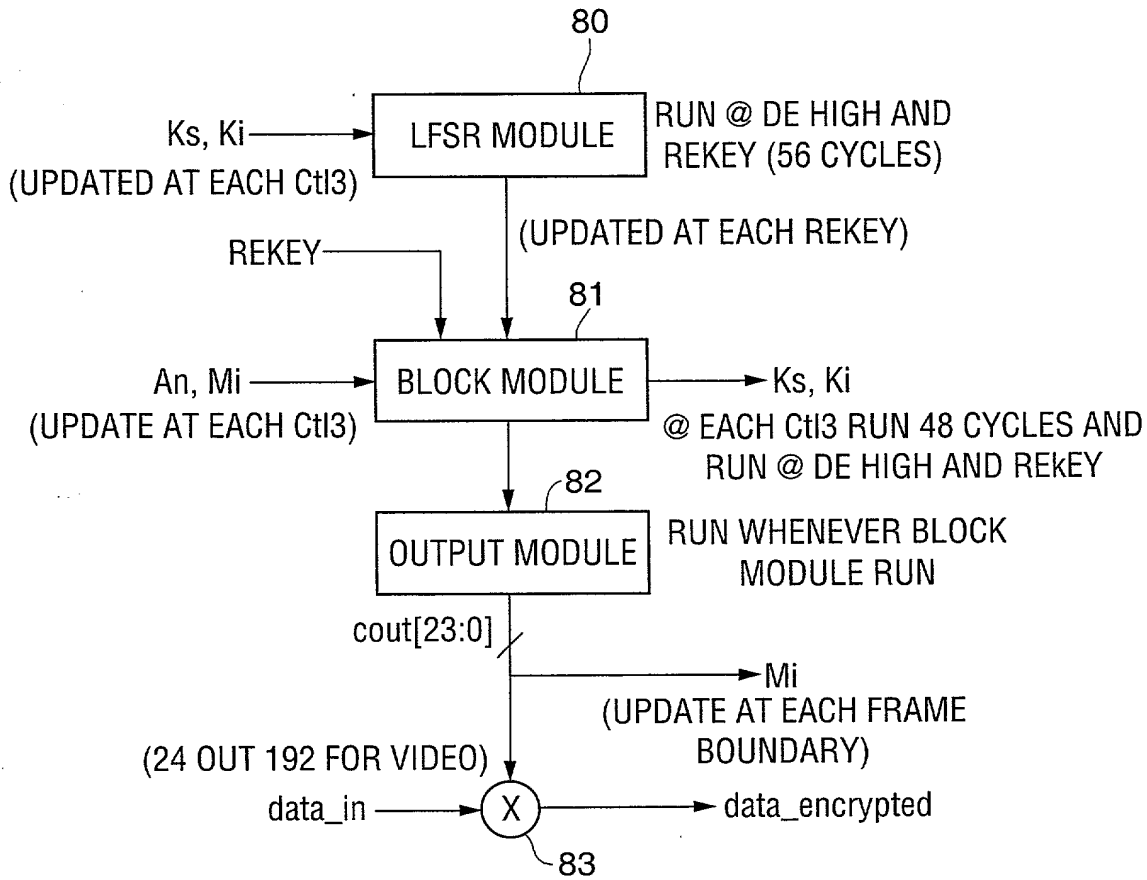 80
LFSR MODULE
RUN @ DE HIGH AND
REKEY (56 CYCLES)
Ks, Ki
(UPDATED AT EACH Ctl3)
(UPDATED AT EACH REKEY)
REKEY
81
An, Mi
(UPDATE AT EACH Ctl3)
BLOCK MODULE
Ks, Ki
@ EACH Ctl3 RUN 48 CYCLES AND
RUN @ DE HIGH AND REkEY
82
OUTPUT MODULE
RUN WHENEVER BLOCK
MODULE RUN
cout[23:0]
Mi
(UPDATE AT EACH FRAME
BOUNDARY)
(24 OUT 192 FOR VIDEO)
data_in
X
data_encrypted
83